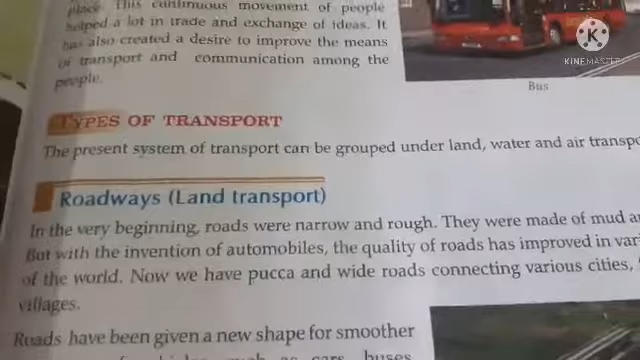 place. This continuous movement of people
helped a lot in trade and exchange of ideas. It
has also created a desire to improve the means
of transport and communication among the
people.
KINEMASTER
Bus
TYPES OF TRANSPORT
The present system of transport can be grouped under land, water and air transpo
Roadways (Land transport)
In the very beginning, roads were narrow and rough. They were made of mud a
But with the invention of automobiles, the quality of roads has improved in vari
of the world. Now we have pucca and wide roads connecting various cities,
villages.
Roads have been given a new shape for smoother
such as cars, buses,